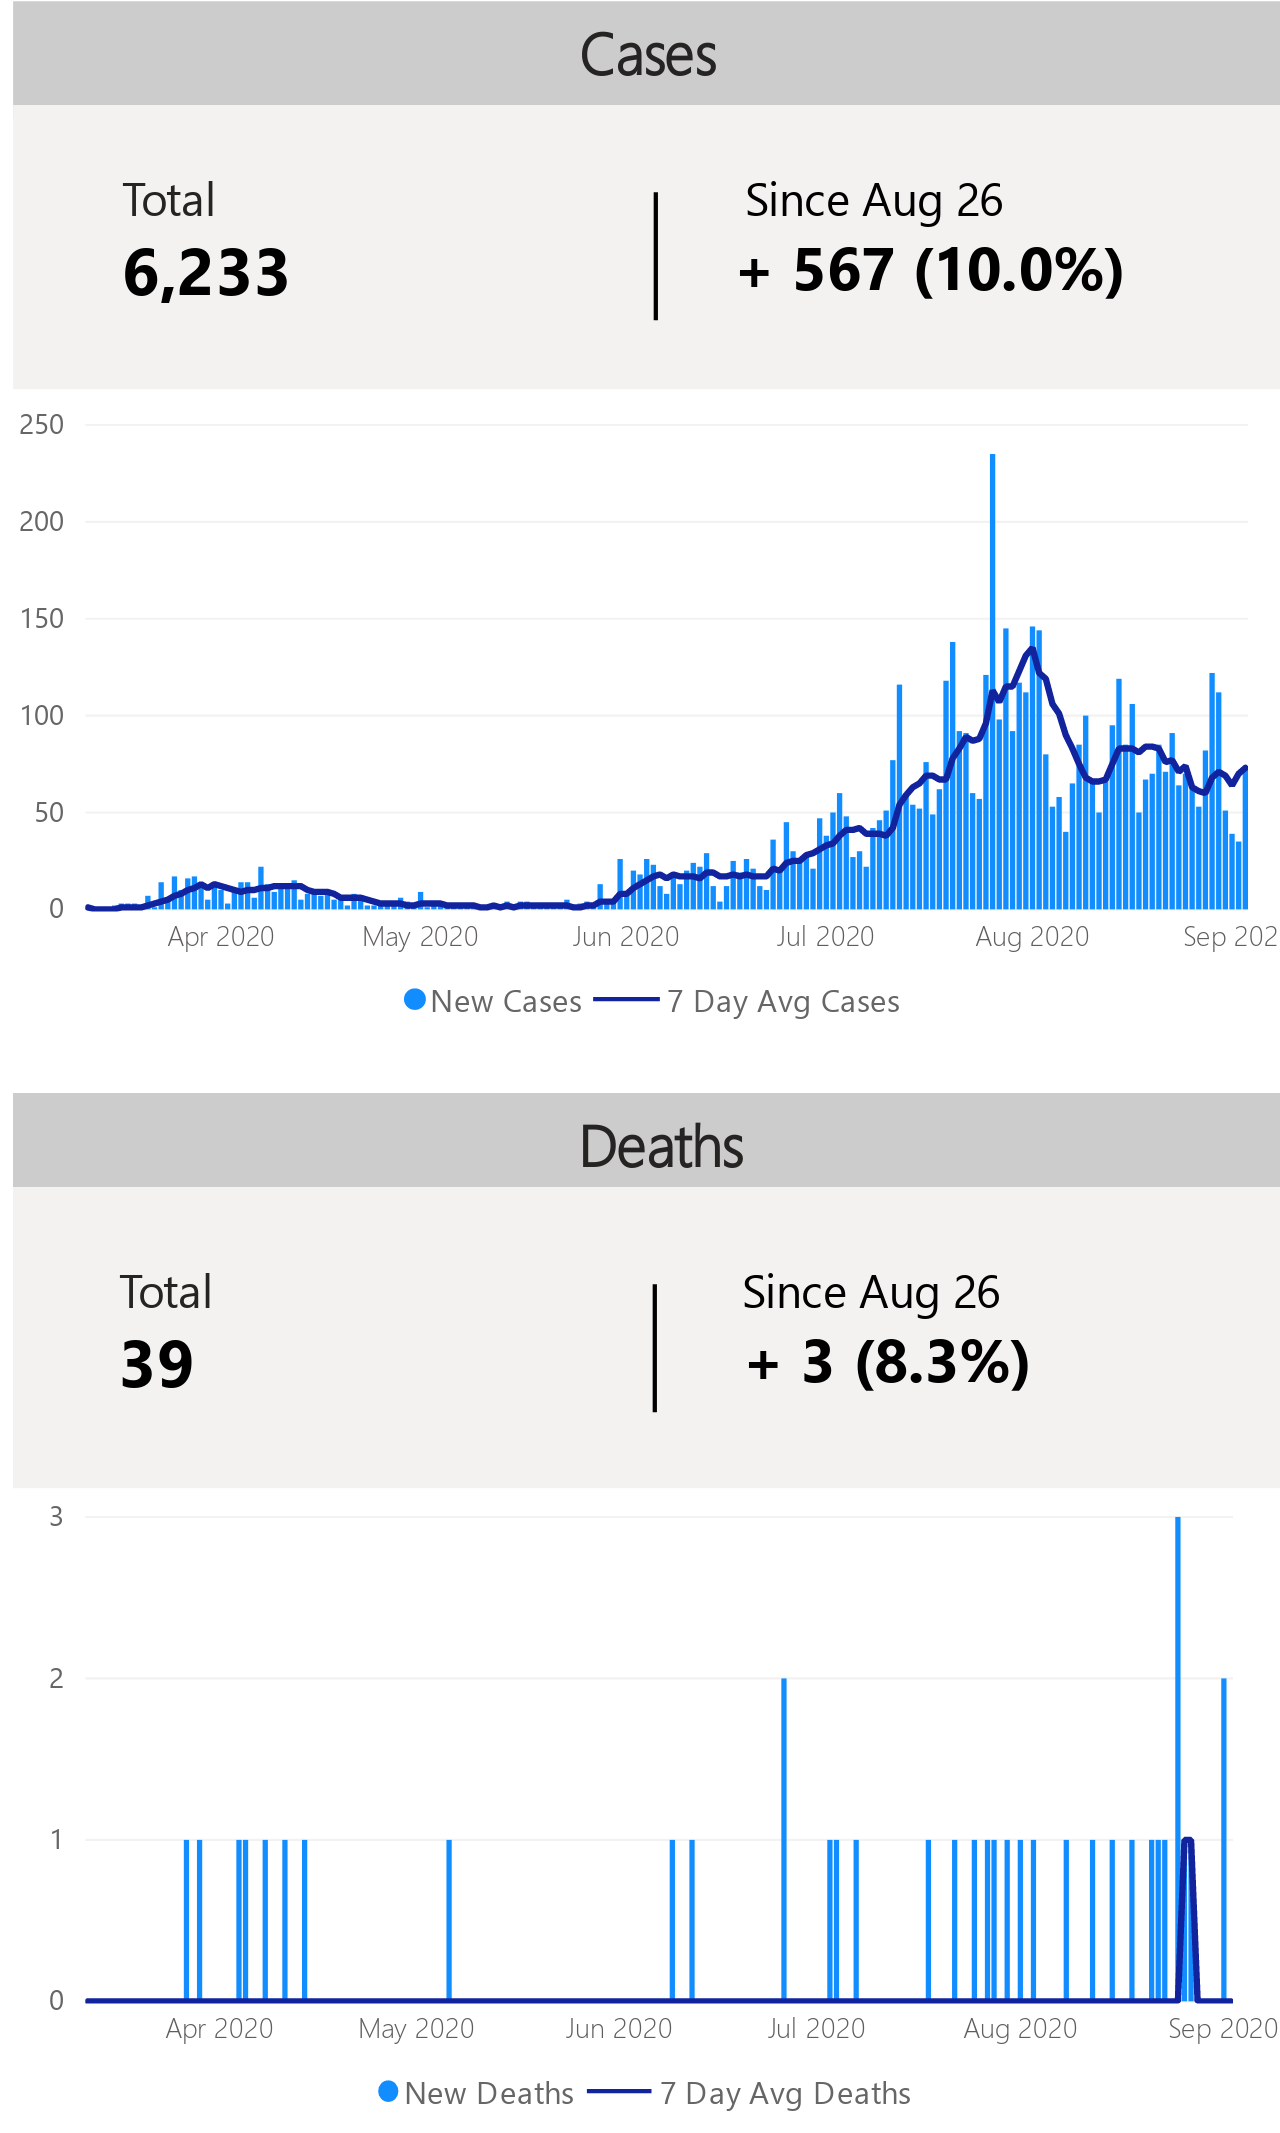 Cases
Total
Since Aug 26
6,233
+ 567 (10.0%)
250
200
150
100
50
0
Apr 2020 May 2020 Jun 2020 Jul 2020 Aug 2020 Sep 202
New Cases 7 Day Avg Cases
Deaths
Total
Since Aug 26
39
+ 3 (8.3%)
3
2
1
0
Apr 2020 May 2020 Jun 2020 Jul 2020 Aug 2020 Sep 2020
New Deaths 7 Day Avg Deaths